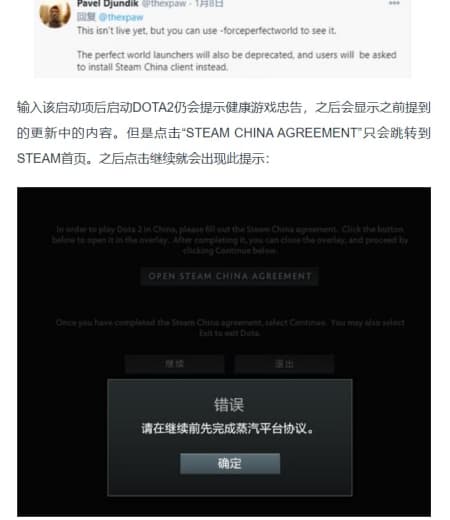 Pavel Djundik @thexpaw · 1月8日
回复 @thexpaw
This isn't live yet, but you can use -forceperfectworld to see it.
The perfect world launchers will also be deprecated, and users will be asked
to install Steam China client instead.
输入该启动项后启动DOTA2仍会提示健康游戏忠告，之后会显示之前提到
的更新中的内容。但是点击“STEAM CHINA AGREEMENT”只会跳转到
STEAM首页。之后点击继续就会出现此提示：
In order to play Dota 2 in China, please fill out the Steam China agreement. Click the button
below to open it in the overlay. After completing it, you can close the overlay, and proceed by
clicking Continue below.
OPEN STEAM CHINA AGREEMENT
Once you have completed the Steam China agreement, select Continue. You may also select
Exit to exit Dota.
继续
退出
错误
请在继续前先完成蒸汽平台协议。
确定